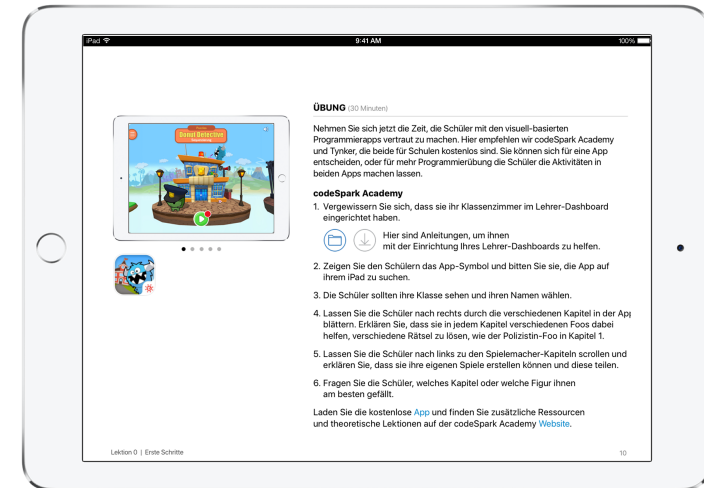 iPad
9:41 AM
100%
Donut Detective
ÜBUNG (30 Minuten)
Nehmen Sie sich jetzt die Zeit, die Schüler mit den visuell-basierten
Programmierapps vertraut zu machen. Hier empfehlen wir codeSpark Academy
und Tynker, die beide für Schulen kostenlos sind. Sie können sich für eine App
entscheiden, oder für mehr Programmierübung die Schüler die Aktivitäten in
beiden Apps machen lassen.
codeSpark Academy
1. Vergewissern Sie sich, dass sie ihr Klassenzimmer im Lehrer-Dashboard
eingerichtet haben.
Hier sind Anleitungen, um ihnen
mit der Einrichtung Ihres Lehrer-Dashboards zu helfen.
2. Zeigen Sie den Schülern das App-Symbol und bitten Sie sie, die App auf
ihrem iPad zu suchen.
3. Die Schüler sollten ihre Klasse sehen und ihren Namen wählen.
4. Lassen Sie die Schüler nach rechts durch die verschiedenen Kapitel in der App
blättern. Erklären Sie, dass sie in jedem Kapitel verschiedenen Foos dabei
helfen, verschiedene Rätsel zu lösen, wie der Polizistin-Foo in Kapitel 1.
5. Lassen Sie die Schüler nach links zu den Spielemacher-Kapiteln scrollen und
erklären Sie, dass sie ihre eigenen Spiele erstellen können und diese teilen.
6. Fragen Sie die Schüler, welches Kapitel oder welche Figur ihnen
am besten gefällt.
Laden Sie die kostenlose App und finden Sie zusätzliche Ressourcen
und theoretische Lektionen auf der codeSpark Academy Website.
Lektion 0 | Erste Schritte
10